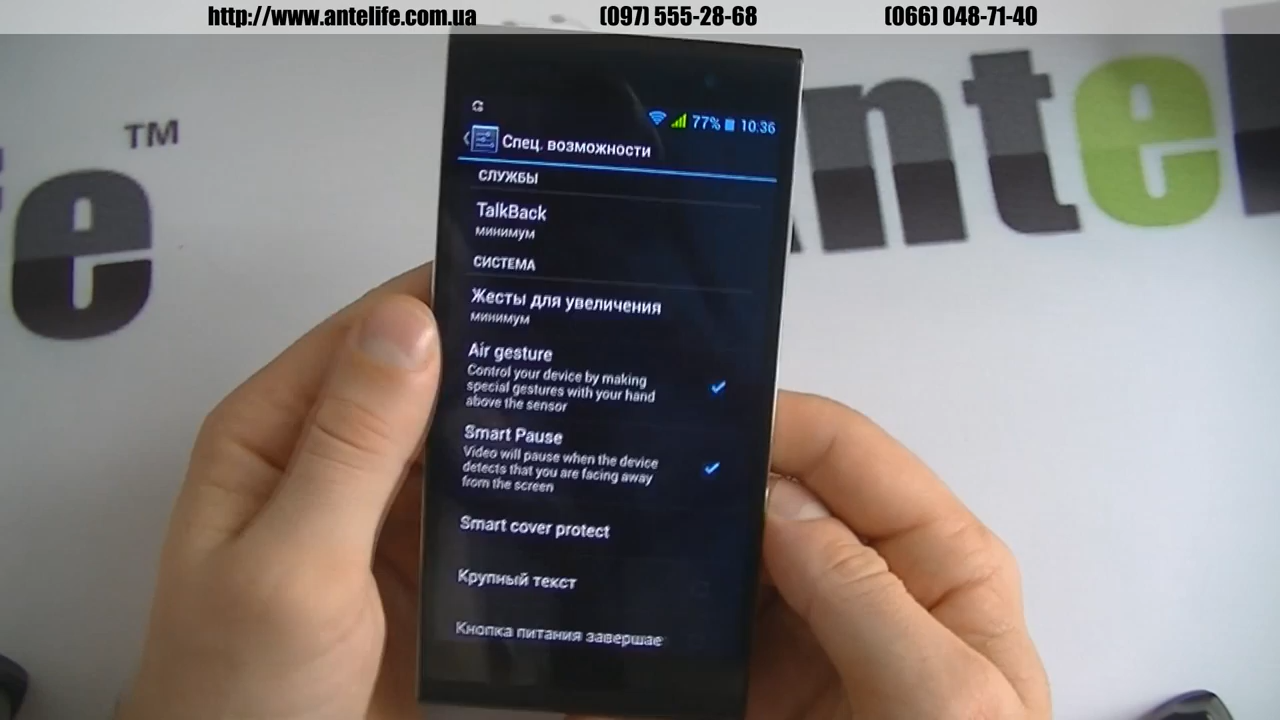 http://www.antelife.com.ua (097) 555-28-68 (066) 048-71-40
TM
fe
AnteL
77% 10:36
Спец. возможности
СЛУЖБЫ
TalkBack
минимум
СИСТЕМА
Жесты для увеличения
минимум
Air gesture
Control your device by making
special gestures with your hand
above the sensor
Smart Pause
Video will pause when the device
detects that you are facing away
from the screen
Smart cover protect
Крупный текст
Кнопка питания завершае